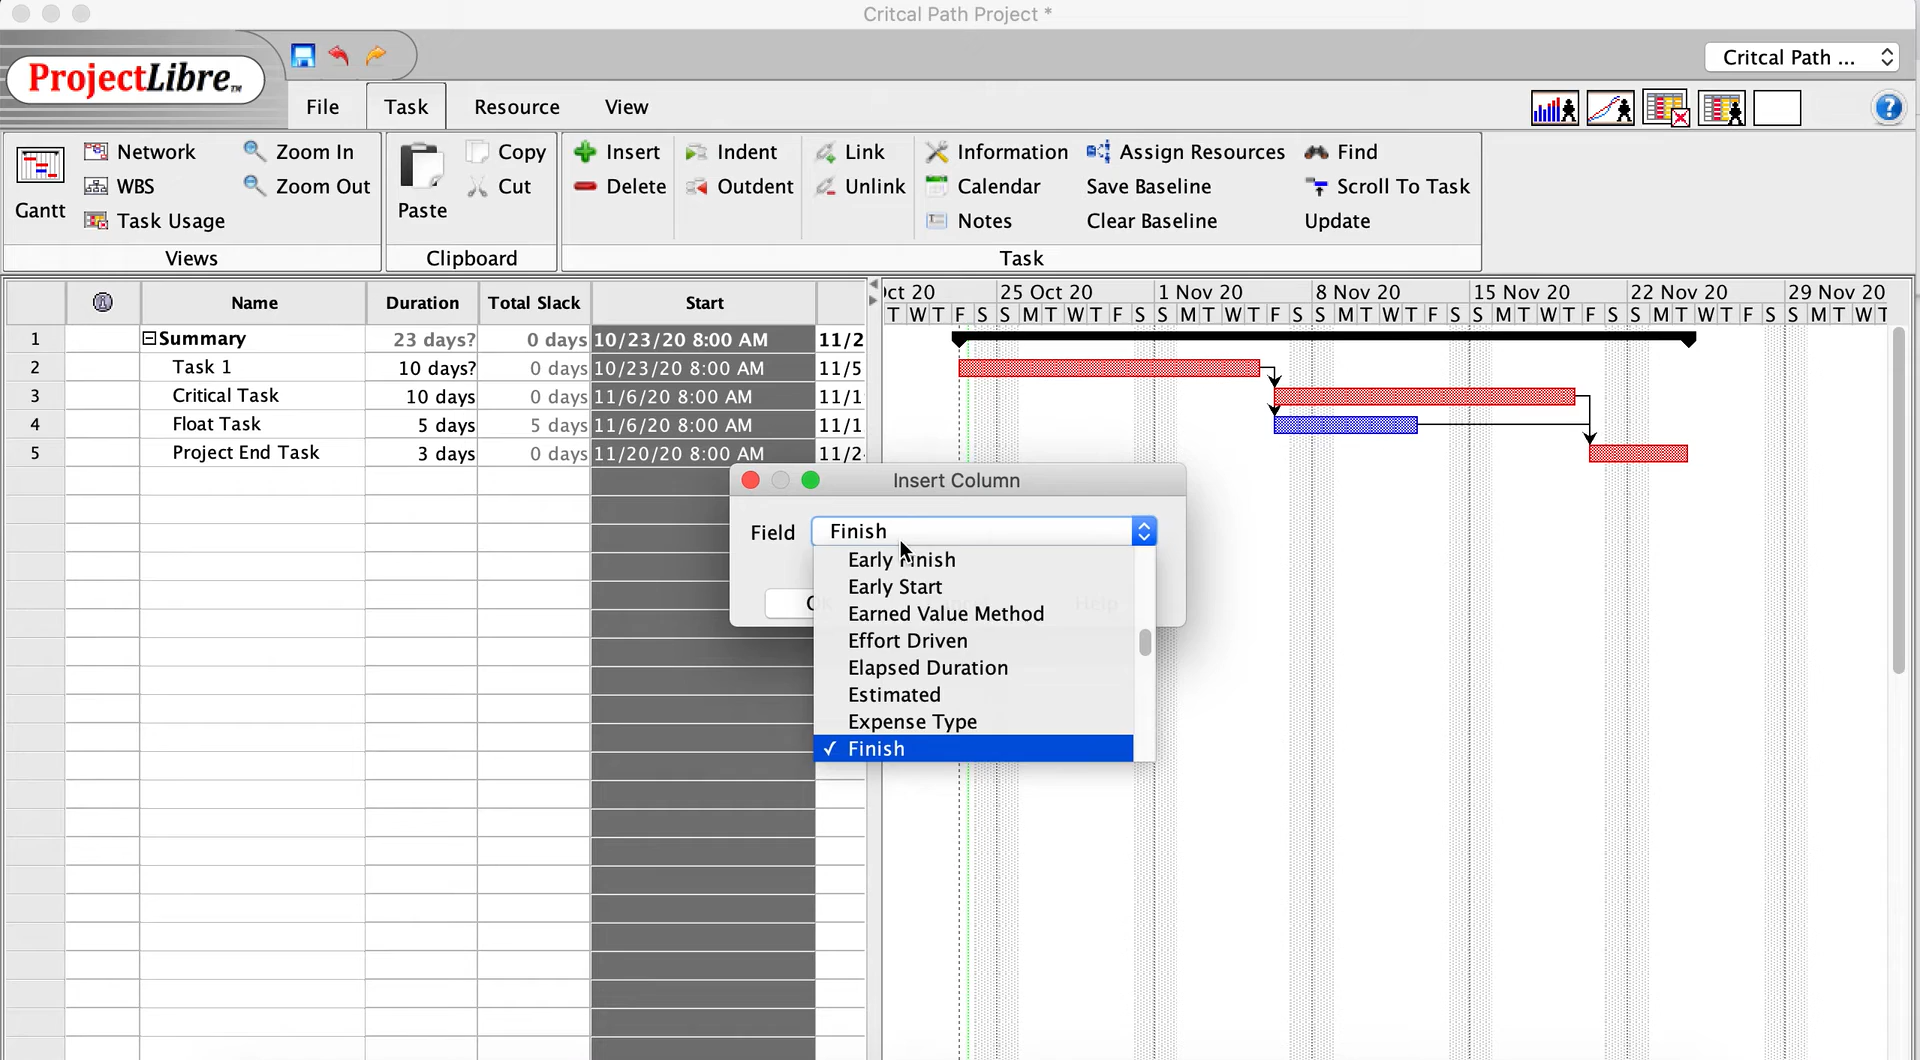 Critcal Path Project *
Critcal Path ...
ProjectLibre™
File Task Resource View
Gantt
Network
WBS
Task Usage
Zoom In
Zoom Out
Views
Paste
Copy
Cut
Clipboard
Insert
Delete
Indent
Outdent
Link
Unlink
Information
Calendar
Notes
Assign Resources
Save Baseline
Clear Baseline
Find
Scroll To Task
Update
Task
Name Duration Total Slack Start
1 Summary 23 days? 0 days 10/23/20 8:00 AM 11/2
2 Task 1 10 days? 0 days 10/23/20 8:00 AM 11/5
3 Critical Task 10 days 0 days 11/6/20 8:00 AM 11/1
4 Float Task 5 days 5 days 11/6/20 8:00 AM 11/1
5 Project End Task 3 days 0 days 11/20/20 8:00 AM 11/2
ct 20 25 Oct 20 1 Nov 20 8 Nov 20 15 Nov 20 22 Nov 20 29 Nov 20
T W T F S S M T W T F S S M T W T F S S M T W T F S S M T W T F S S M T W T F S S M T W T
Insert Column
Field Finish
Early Finish
Early Start
Earned Value Method
Effort Driven
Elapsed Duration
Estimated
Expense Type
✓ Finish
Help